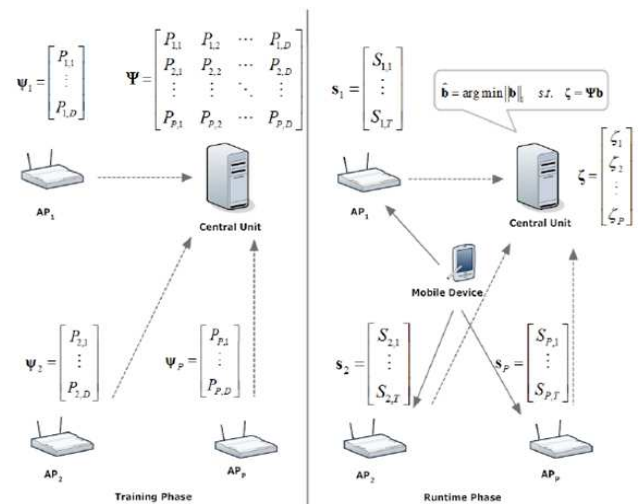 ψ₁ = [P₁,₁ ⋮ P₁,D]
Ψ = [P₁,₁ P₁,₂ ⋯ P₁,D
P₂,₁ P₂,₂ ⋯ P₂,D
⋮ ⋮ ⋱ ⋮
Pₚ,₁ Pₚ,₂ ⋯ Pₚ,D]
AP₁
Central Unit
ψ₂ = [P₂,₁ ⋮ P₂,D]
ψₚ = [Pₚ,₁ ⋮ Pₚ,D]
AP₂
APₚ
Training Phase
s₁ = [S₁,₁ ⋮ S₁,T]
b̂ = arg min‖b‖₁ s.t. ζ = Ψb
ζ = [ζ₁ ζ₂ ⋮ ζₚ]
AP₁
Central Unit
Mobile Device
s₂ = [S₂,₁ ⋮ S₂,T]
sₚ = [Sₚ,₁ ⋮ Sₚ,T]
AP₂
APₚ
Runtime Phase